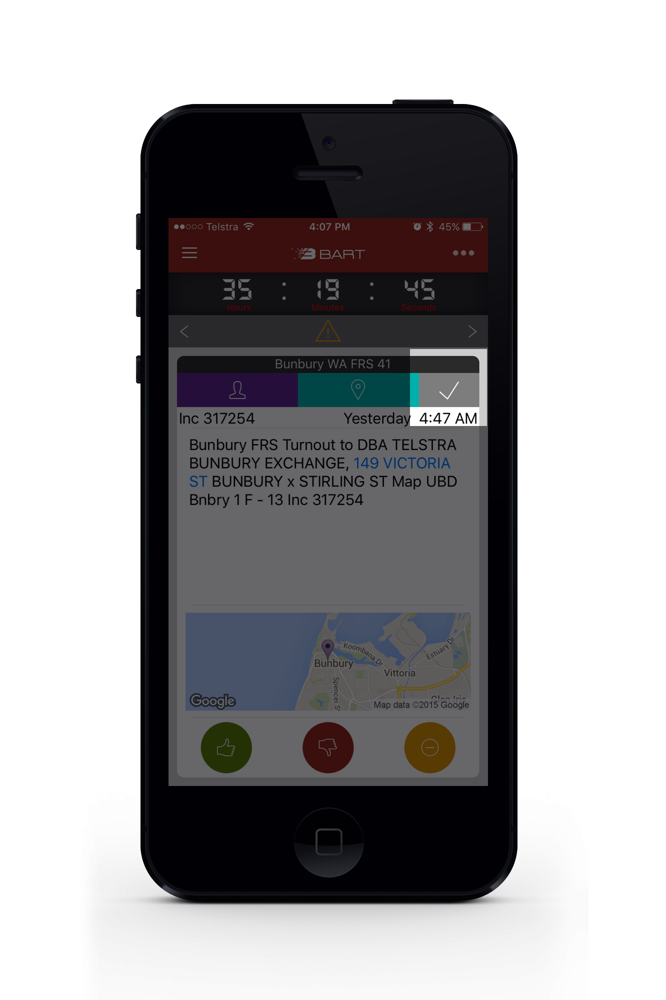 Telstra 4:07 PM 45%
BART
35 : 19 : 45
Hours Minutes Seconds
Bunbury WA FRS 41
Inc 317254 Yesterday 4:47 AM
Bunbury FRS Turnout to DBA TELSTRA
BUNBURY EXCHANGE, 149 VICTORIA
ST BUNBURY x STIRLING ST Map UBD
Bnbry 1 F - 13 Inc 317254
Koombana Dr
Estuary Dr
Bunbury
Vittoria
Spencer St
Glen Iris
Google
Map data ©2015 Google